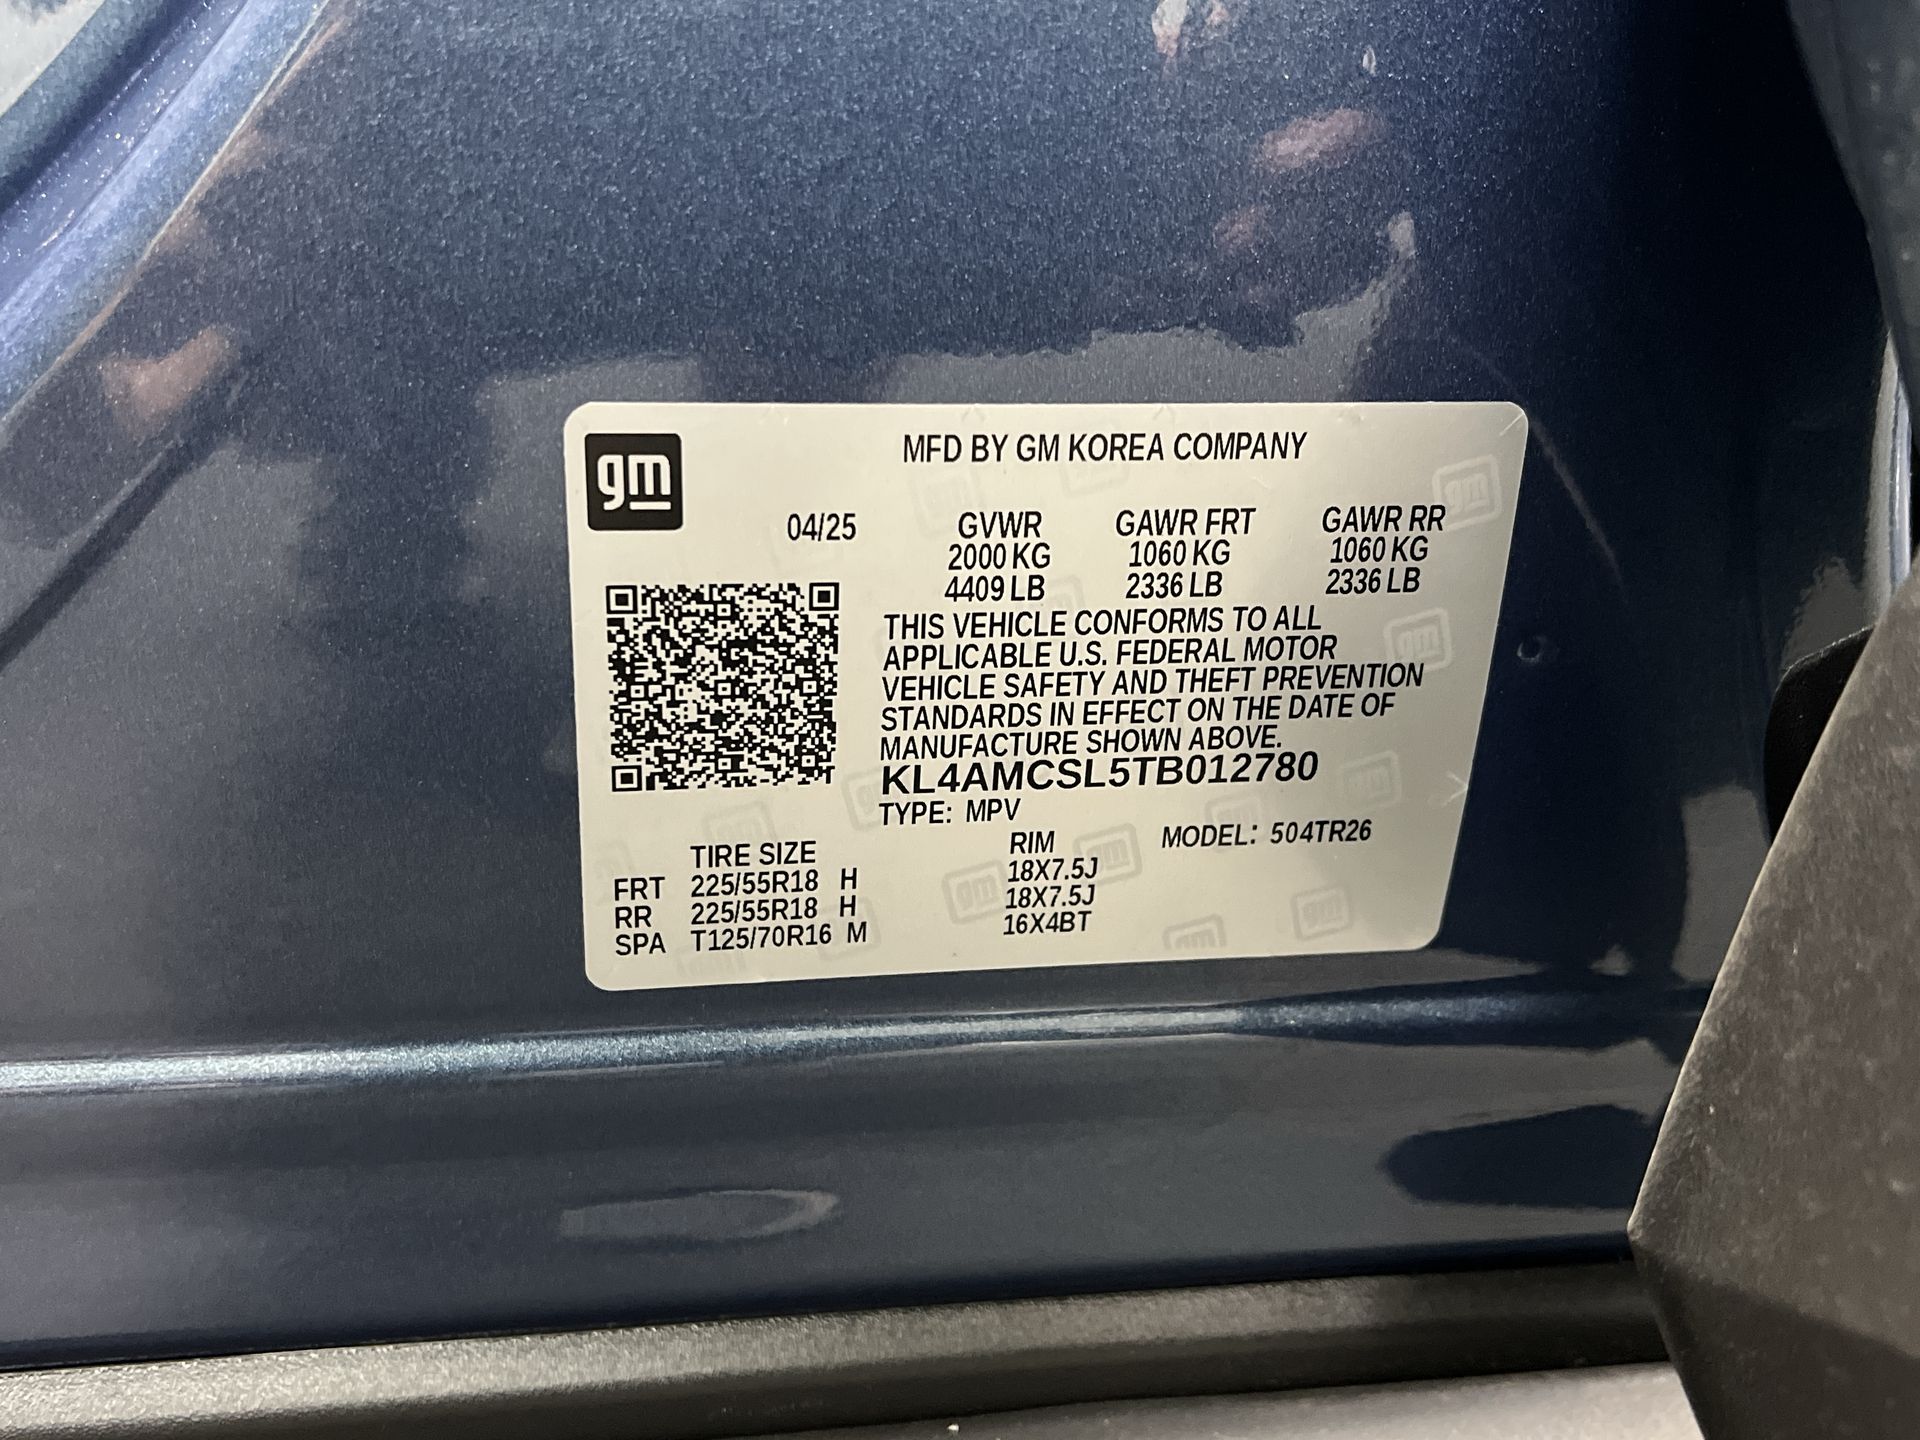 gm
MFD BY GM KOREA COMPANY
04/25 GVWR GAWR FRT GAWR RR
2000 KG 1060 KG 1060 KG
4409 LB 2336 LB 2336 LB
THIS VEHICLE CONFORMS TO ALL
APPLICABLE U.S. FEDERAL MOTOR
VEHICLE SAFETY AND THEFT PREVENTION
STANDARDS IN EFFECT ON THE DATE OF
MANUFACTURE SHOWN ABOVE.
KL4AMCSL5TB012780
TYPE: MPV
TIRE SIZE RIM MODEL: 504TR26
FRT 225/55R18 H 18X7.5J
RR 225/55R18 H 18X7.5J
SPA T125/70R16 M 16X4BT